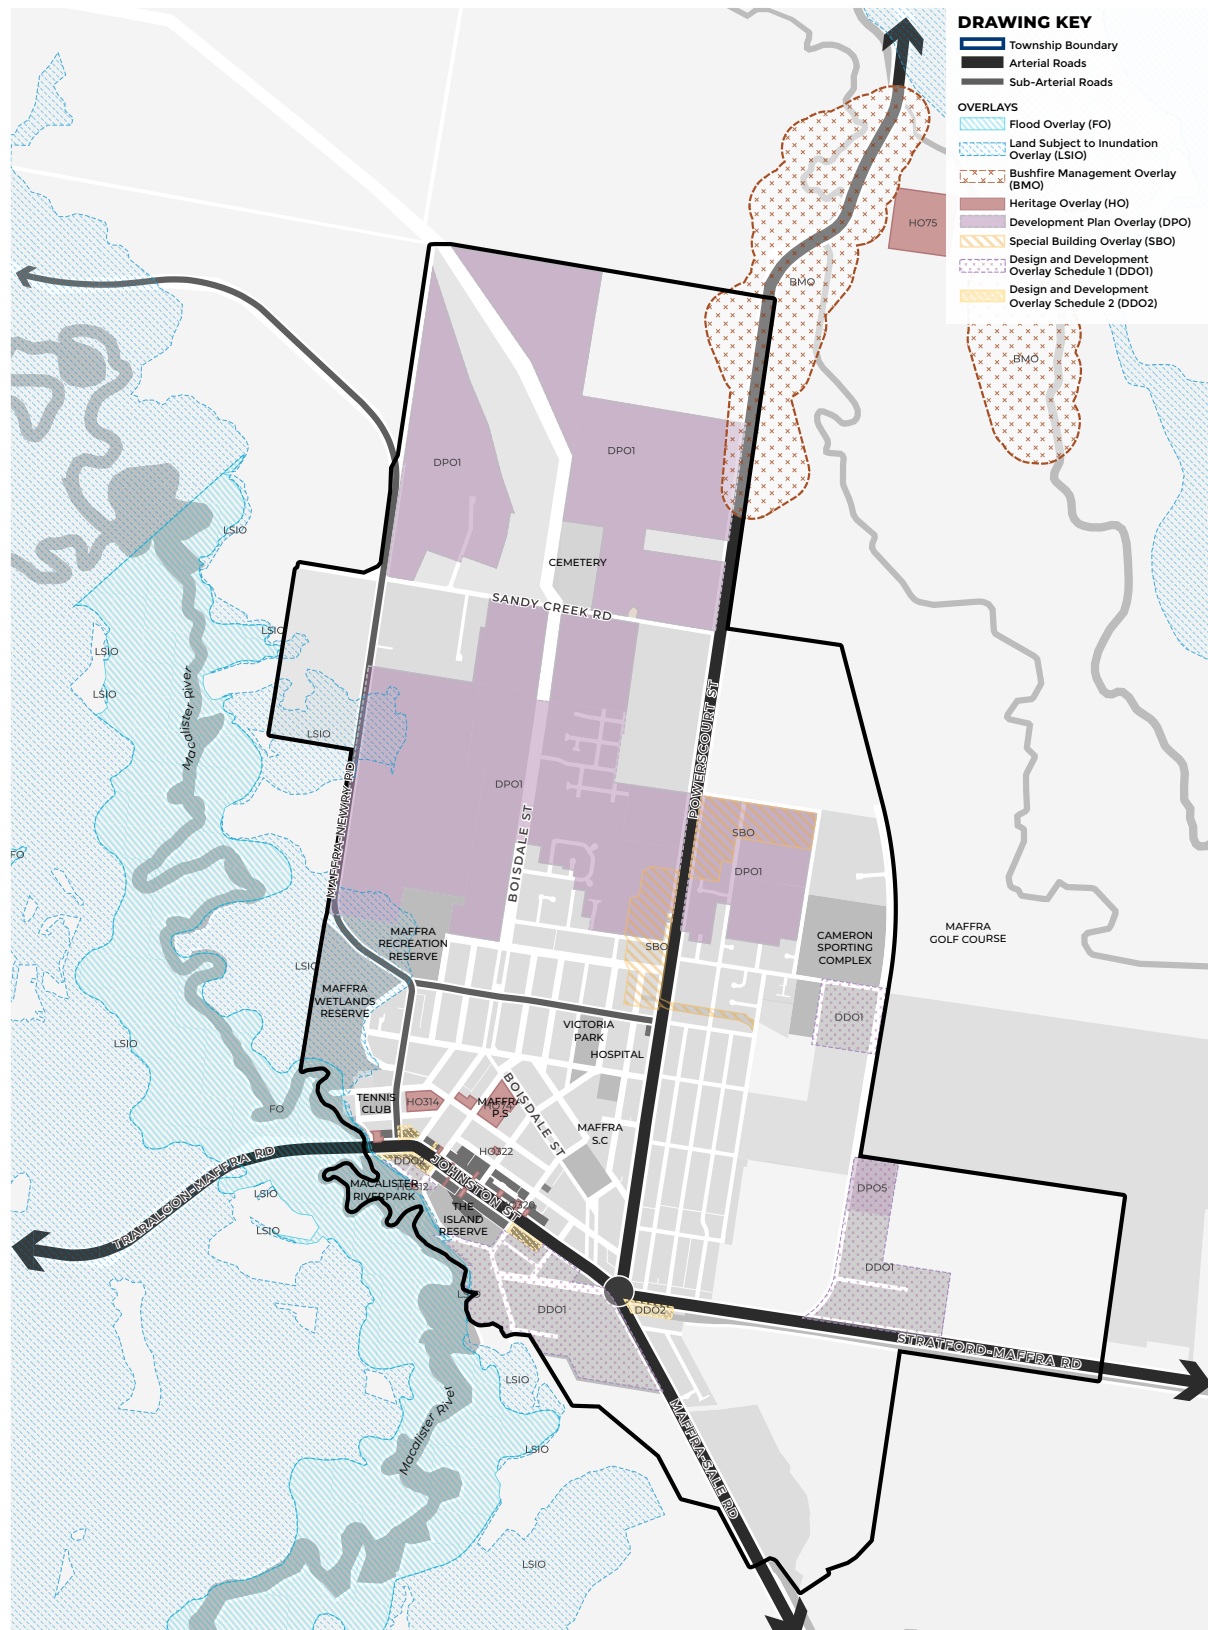 DRAWING KEY
Township Boundary
Arterial Roads
Sub-Arterial Roads
OVERLAYS
Flood Overlay (FO)
Land Subject to Inundation
Overlay (LSIO)
Bushfire Management Overlay
(BMO)
Heritage Overlay (HO)
Development Plan Overlay (DPO)
Special Building Overlay (SBO)
Design and Development
Overlay Schedule 1 (DDO1)
Design and Development
Overlay Schedule 2 (DDO2)
HO75
BMO
BMO
DPO1
DPO1
LSIO
CEMETERY
SANDY CREEK RD
LSIO
LSIO
LSIO
Macalister River
LSIO
POWERSCOURT ST
MAFFRA-NEWRY RD
DPO1
BOISDALE ST
SBO
FO
DPO1
MAFFRA
RECREATION
RESERVE
SBO
CAMERON
SPORTING
COMPLEX
MAFFRA
GOLF COURSE
LSIO
MAFFRA
WETLANDS
RESERVE
DDO1
VICTORIA
PARK
LSIO
HOSPITAL
BOISDALE ST
TENNIS
CLUB
HO314
MAFFRA
P.S
FO
MAFFRA
S.C
HO322
TRARALGON-MAFFRA RD
DDO2
JOHNSTON ST
MACALISTER
RIVERPARK
HO312
LSIO
DPO5
THE
ISLAND
RESERVE
LSIO
DDO1
LSIO
DDO1
DDO2
STRATFORD-MAFFRA RD
LSIO
Macalister River
MAFFRA-SALE RD
LSIO
LSIO